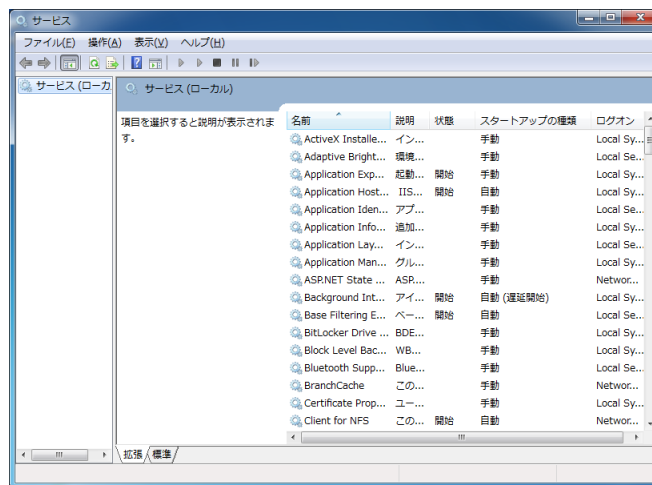 サービス
ファイル(F) 操作(A) 表示(V) ヘルプ(H)
サービス (ローカ
サービス (ローカル)
項目を選択すると説明が表示されま
す。
名前 説明 状態 スタートアップの種類 ログオン
ActiveX Installe... イン... 手動 Local Sy...
Adaptive Bright... 環境... 手動 Local Se...
Application Exp... 起動... 開始 手動 Local Sy...
Application Host... IIS... 開始 自動 Local Sy...
Application Iden... アプ... 手動 Local Se...
Application Info... 追加... 手動 Local Sy...
Application Lay... イン... 手動 Local Se...
Application Man... グル... 手動 Local Sy...
ASP.NET State ... ASP.... 手動 Networ...
Background Int... アイ... 開始 自動 (遅延開始) Local Sy...
Base Filtering E... ベー... 開始 自動 Local Se...
BitLocker Drive ... BDE... 手動 Local Sy...
Block Level Bac... WB... 手動 Local Sy...
Bluetooth Supp... Blue... 手動 Local Se...
BranchCache この... 手動 Networ...
Certificate Prop... ユー... 手動 Local Sy...
Client for NFS この... 開始 自動 Networ...
拡張 標準